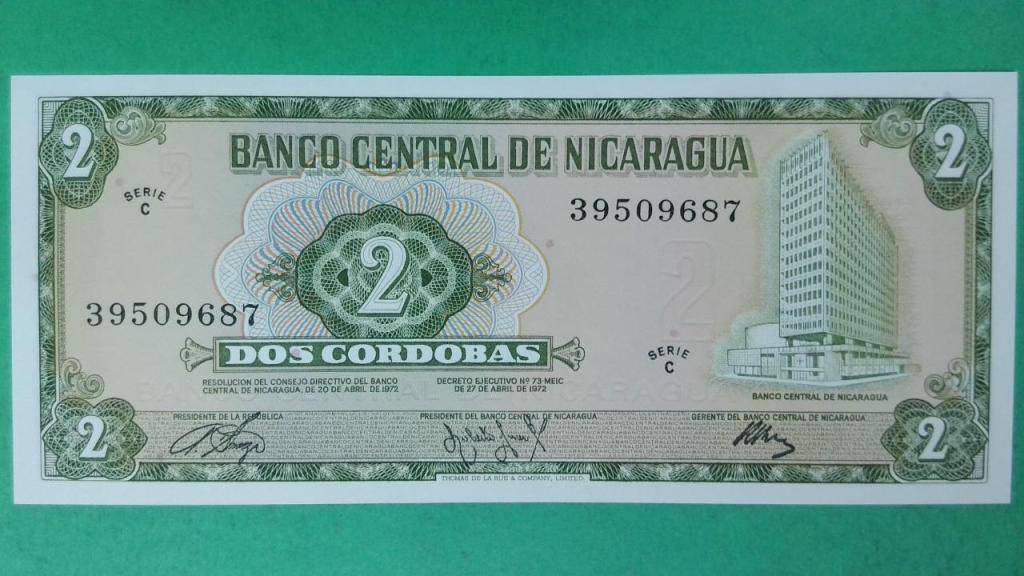 2
2
BANCO CENTRAL DE NICARAGUA
SERIE
C
39509687
2
39509687
DOS CORDOBAS
SERIE
C
RESOLUCION DEL CONSEJO DIRECTIVO DEL BANCO
CENTRAL DE NICARAGUA, DE 20 DE ABRIL DE 1972
DECRETO EJECUTIVO Nº 73-MEIC
DE 27 DE ABRIL DE 1972
BANCO CENTRAL DE NICARAGUA
PRESIDENTE DE LA REPUBLICA
PRESIDENTE DEL BANCO CENTRAL DE NICARAGUA
GERENTE DEL BANCO CENTRAL DE NICARAGUA
2
2
THOMAS DE LA RUE & COMPANY, LIMITED.